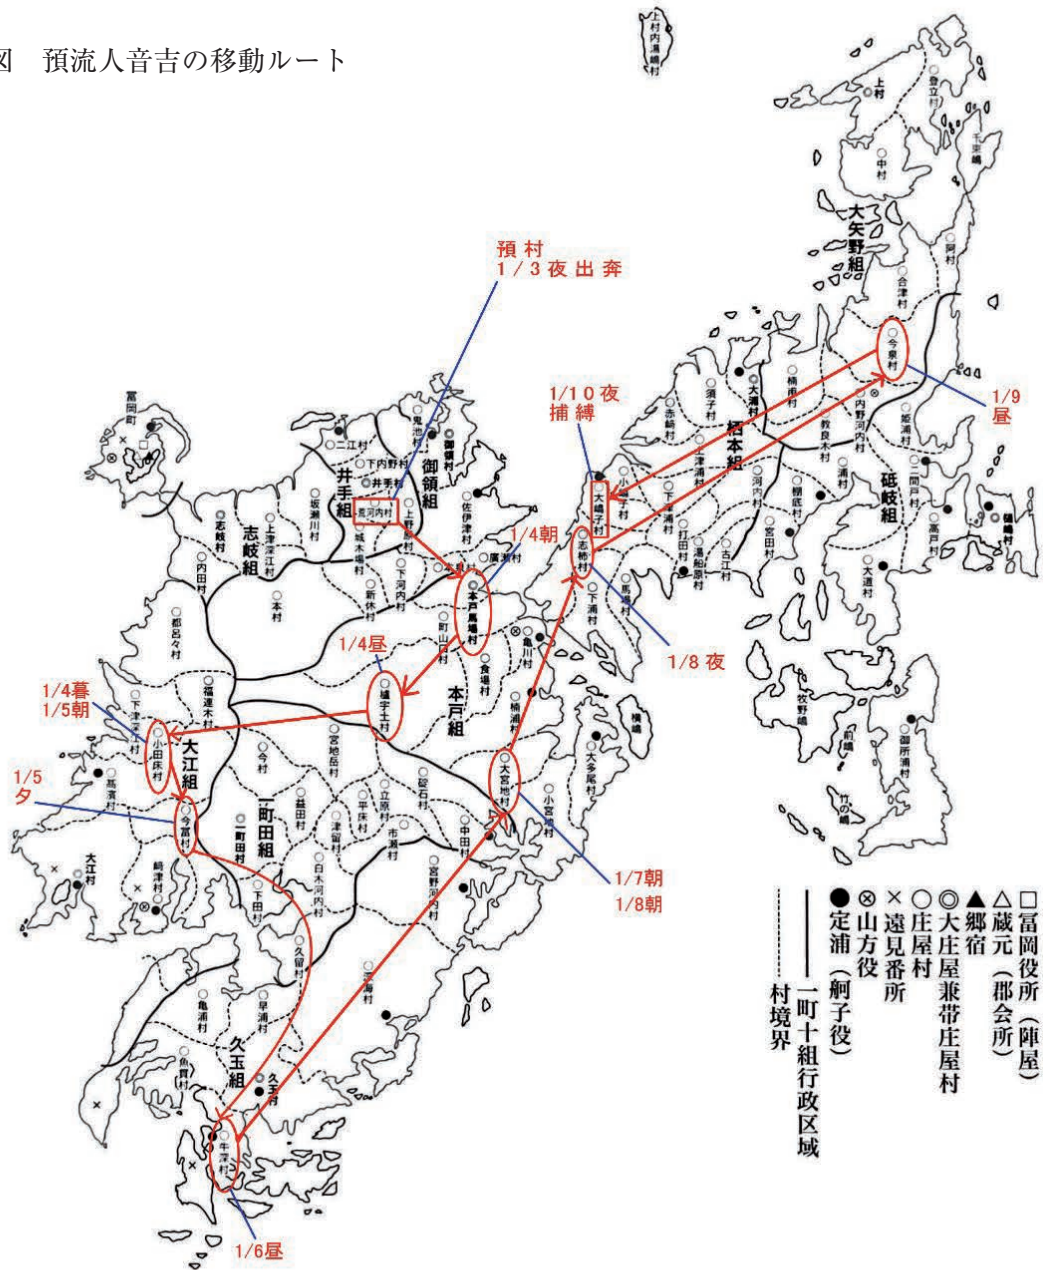 図　預流人音吉の移動ルート
上村内湯嶋村
◎上村
○登立村
千束嶋
○中村
大矢野組
○阿村
○合津村
○今泉村
1/9
昼
預村
1/3夜出奔
1/10夜
捕縛
冨岡町
○二江村
○鬼池村
◎御領村
御領組
井手組
○下内野村
◎井手村
○坂瀬川村
○城木場村
○上野原村
○佐伊津村
○廣瀬村
1/4朝
◎志岐村
志岐組
○上津深江村
○内田村
○本村
○新休村
○下河内村
◎本戸馬場村
○都呂々村
○町山口村
○食場村
○亀川村
本戸組
○楠浦村
1/4昼
○櫨宇土村
1/4暮
1/5朝
○下津深江村
○福連木村
○小田床村
大江組
○高濱村
1/5
夕
○今冨村
◎大江村
○﨑津村
○今村
○宮地岳村
○益田村
一町田組
◎一町田村
○津留村
○平床村
○立原村
○碇石村
○市瀬村
○中田村
○下田村
○白木河内村
○宮野河内村
○大宮地村
○小宮地村
○大多尾村
横嶋
1/7朝
1/8朝
○久留村
○亀浦村
○早浦村
○深海村
○魚貫村
久玉組
◎久玉村
○牛深村
1/6昼
○赤崎村
○須子村
◎大浦村
○楠甫村
○上津浦村
栖本組
○教良木村
○内野河内村
○姫浦村
○二間戸村
○大嶋子村
○下津浦村
○河内村
○棚底村
○浦村
砥岐組
◎樋嶋村
○高戸村
○志柿村
○打田村
○湯船原村
○古江村
○宮田村
○大道村
○下浦村
○馬場村
1/8夜
牧野嶋
前嶋
竹の嶋
○御所浦村
□冨岡役所（陣屋）
△蔵元（郡会所）
▲郷宿
◎大庄屋兼帯庄屋村
○庄屋村
×遠見番所
⊗山方役
●定浦（舸子役）
一町十組行政区域
村境界